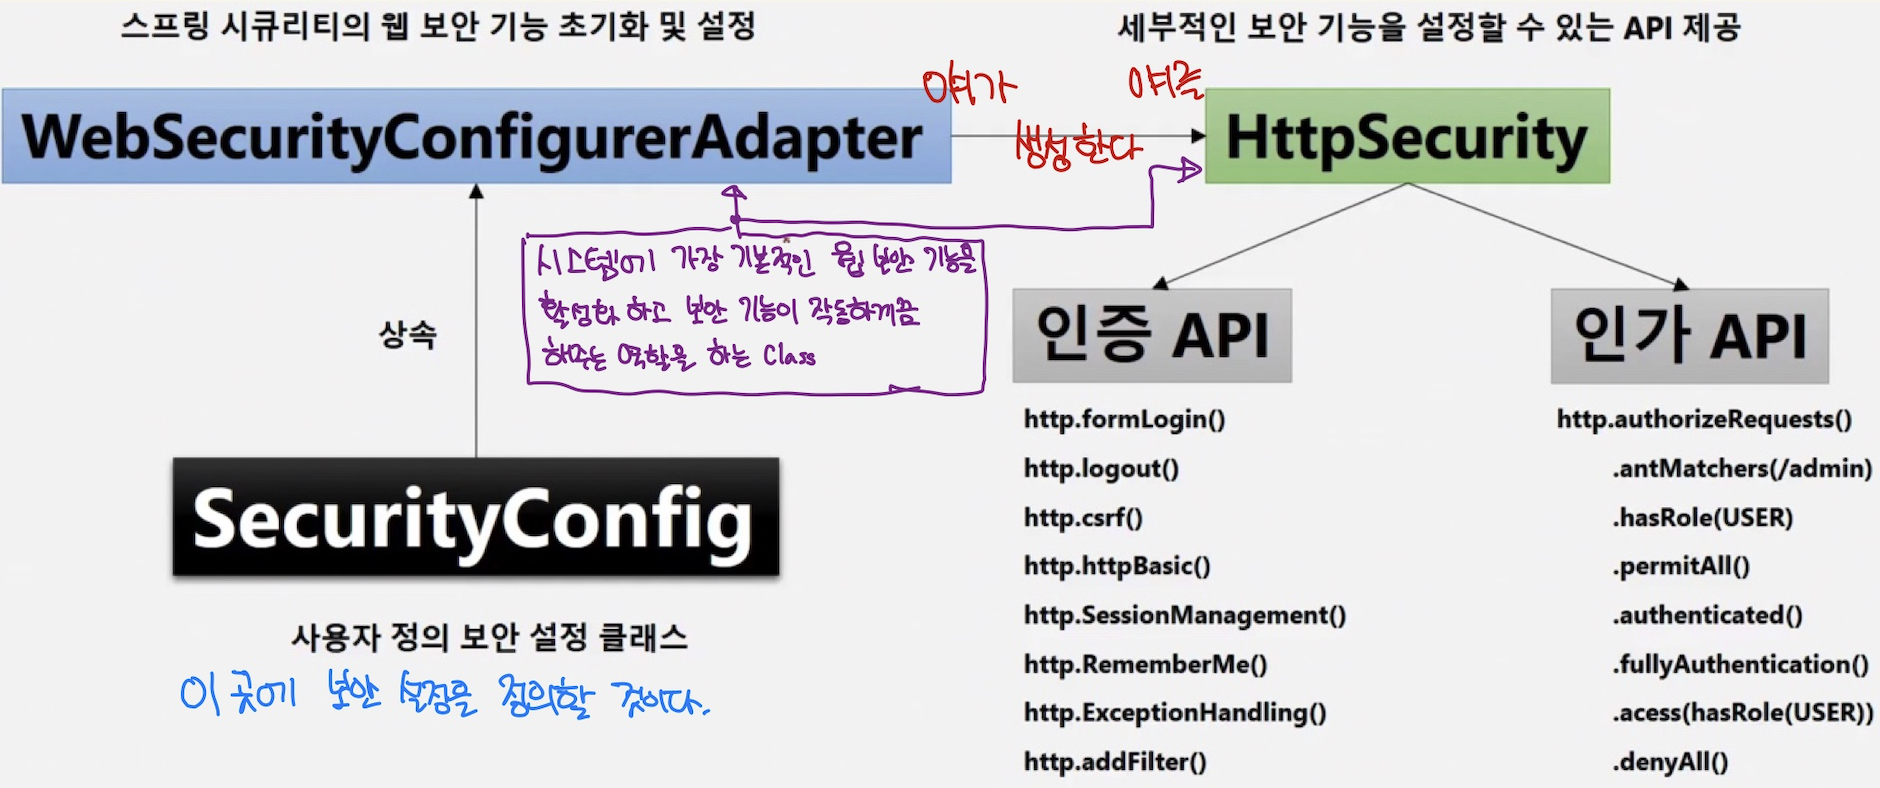 스프링 시큐리티의 웹 보안 기능 초기화 및 설정
세부적인 보안 기능을 설정할 수 있는 API 제공
WebSecurityConfigurerAdapter
얘가
얘를
생성한다
HttpSecurity
시스템에 가장 기본적인 웹 보안 기능을
활성화 하고 보안 기능이 작동하게끔
해주는 역할을 하는 Class
상속
SecurityConfig
사용자 정의 보안 설정 클래스
이 곳에 보안 설정을 정의할 것이다.
인증 API
http.formLogin()
http.logout()
http.csrf()
http.httpBasic()
http.SessionManagement()
http.RememberMe()
http.ExceptionHandling()
http.addFilter()
인가 API
http.authorizeRequests()
.antMatchers(/admin)
.hasRole(USER)
.permitAll()
.authenticated()
.fullyAuthentication()
.acess(hasRole(USER))
.denyAll()